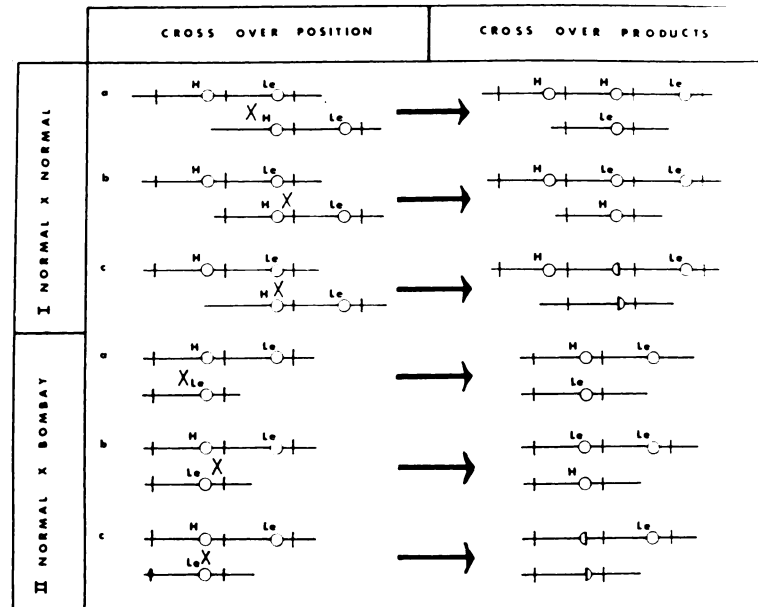 CROSS OVER POSITION
CROSS OVER PRODUCTS
I NORMAL X NORMAL
a
H Le
X
H Le
H H Le
Le
b
H Le
X
H Le
H Le Le
H
c
H Le
X
H Le
H Le
II NORMAL X BOMBAY
a
H Le
X Le
H Le
Le
b
H Le
Le X
Le Le
H
c
H Le
Le X
Le